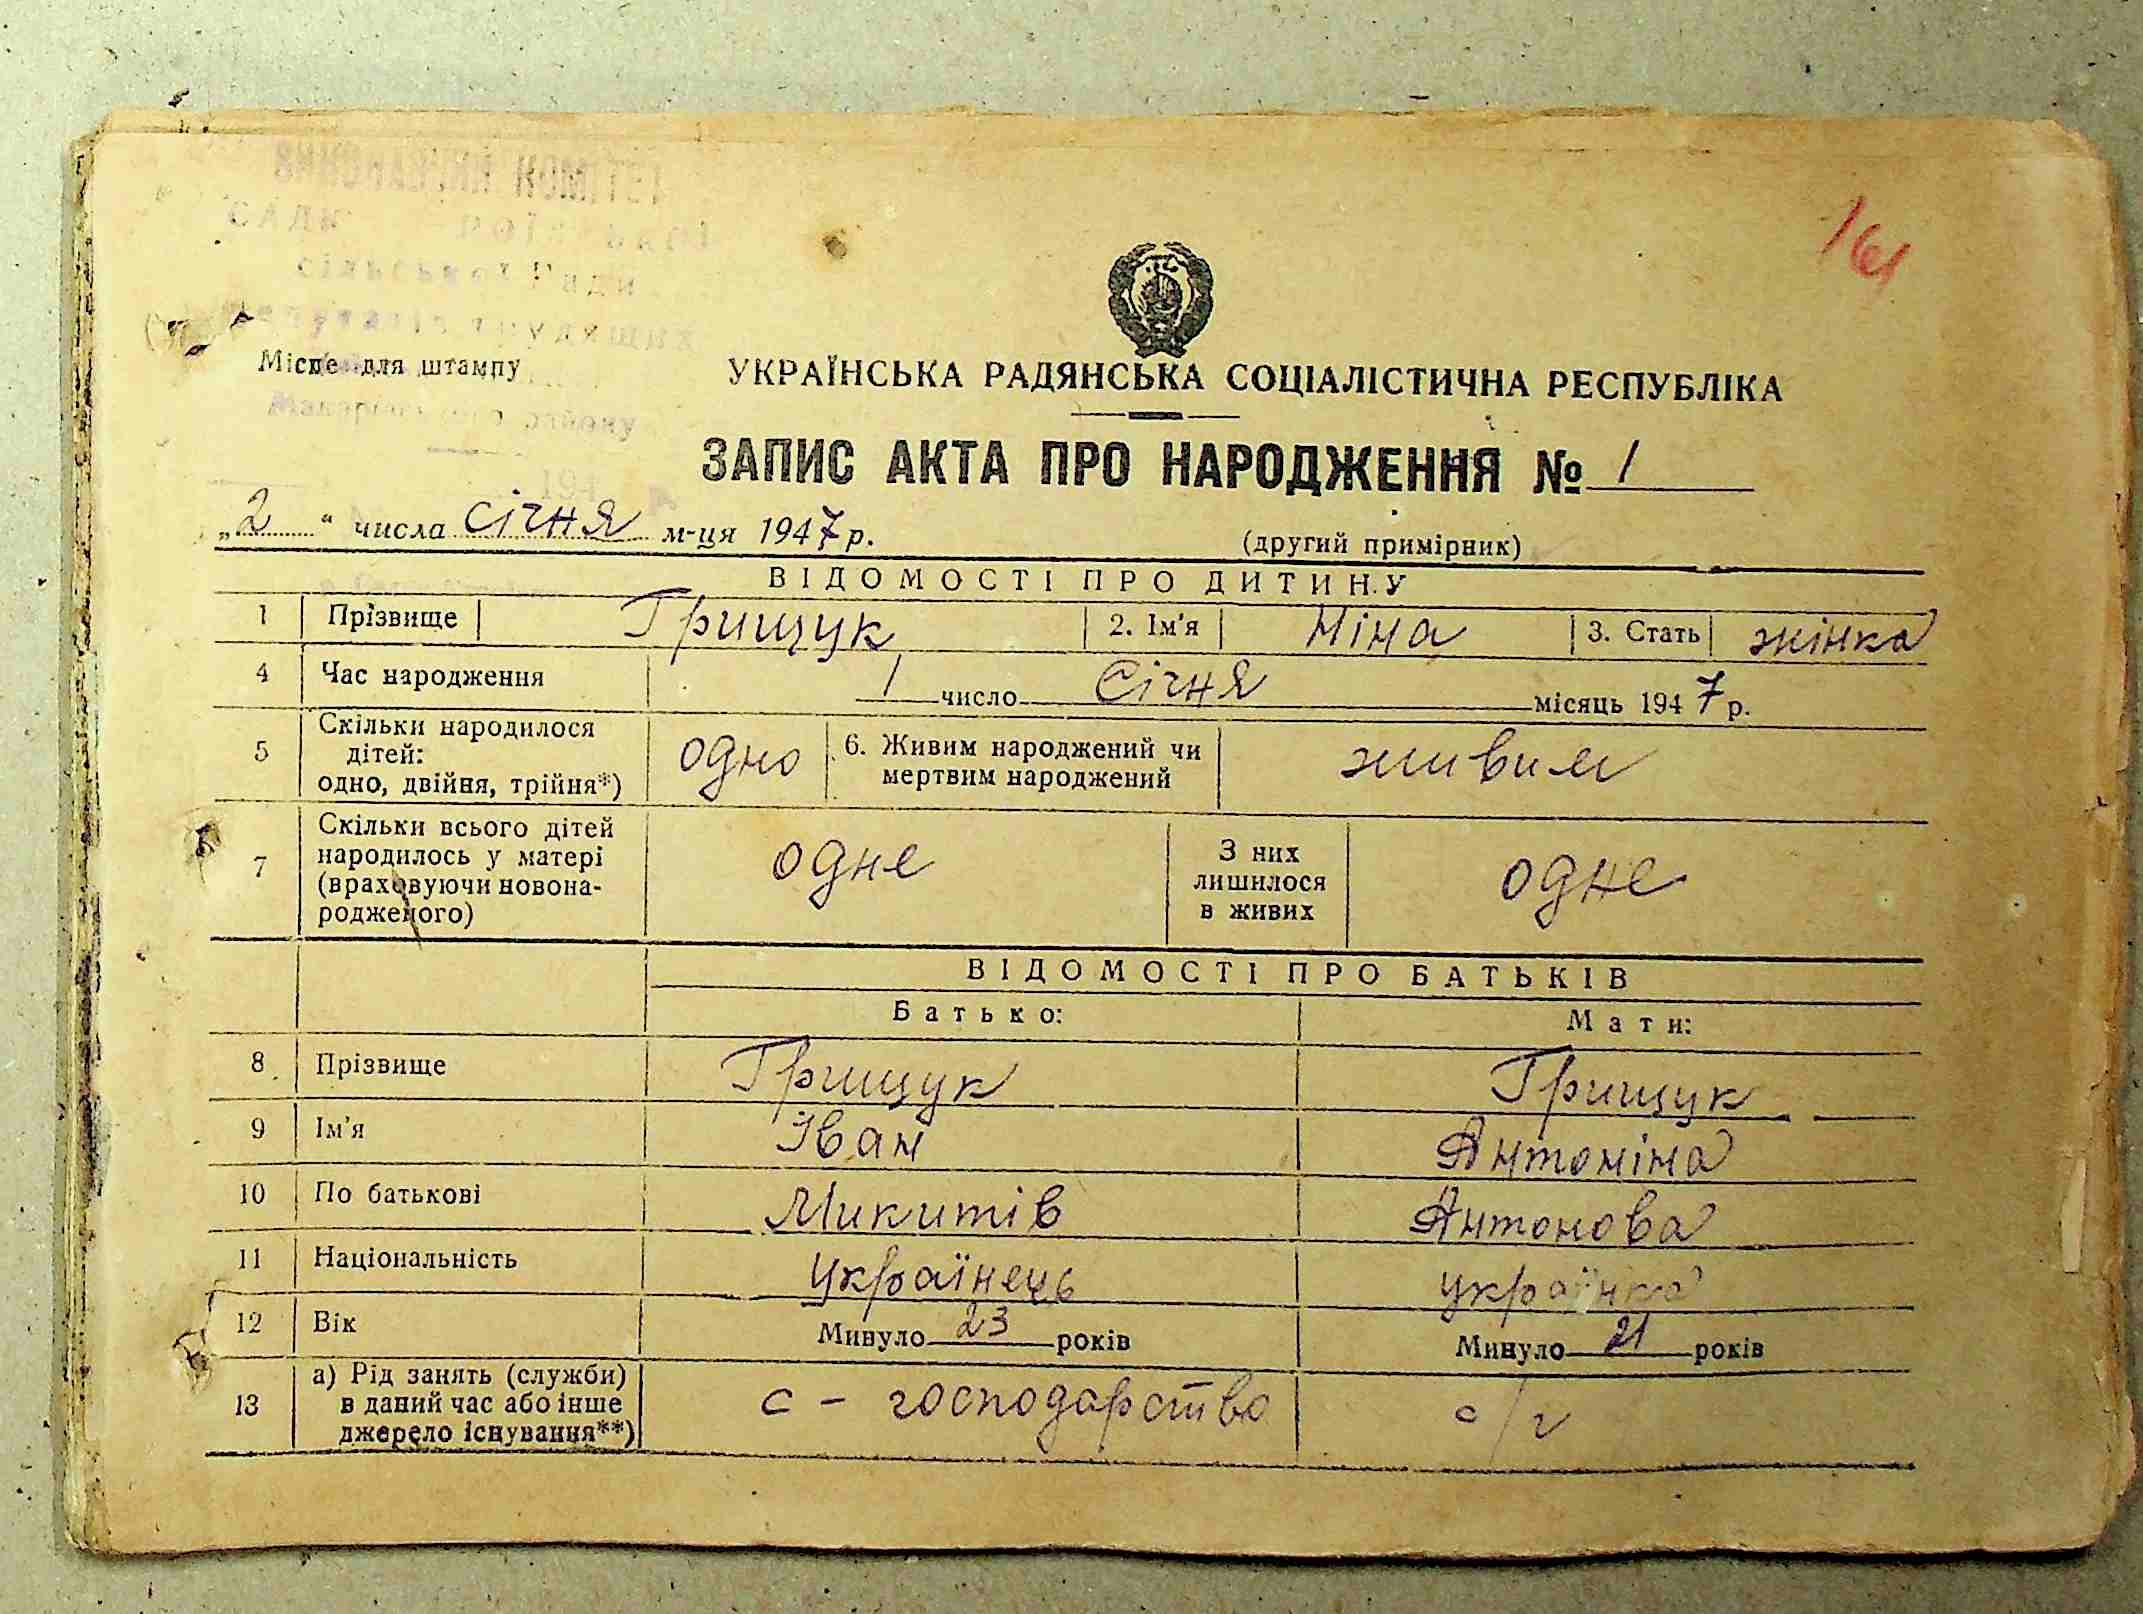 161
сільської Ради
депутатів трудящих
Місце для штампу
Макарівського району
194
УКРАЇНСЬКА РАДЯНСЬКА СОЦІАЛІСТИЧНА РЕСПУБЛІКА
ЗАПИС АКТА ПРО НАРОДЖЕННЯ № 1
„2“ числа січня м-ця 1947 р.
(другий примірник)
ВІДОМОСТІ ПРО ДИТИНУ
1 Прізвище Грищук 2. Ім'я Ніна 3. Стать жінка
4 Час народження 1 число Січня місяць 1947 р.
5 Скільки народилося дітей: одно, двійня, трійня*) одно 6. Живим народжений чи мертвим народжений живим
7 Скільки всього дітей народилось у матері (враховуючи новонародженого) одне З них лишилося в живих одне
ВІДОМОСТІ ПРО БАТЬКІВ
Батько: Мати:
8 Прізвище Грищук Грищук
9 Ім'я Іван Антоніна
10 По батькові Микитів Антонова
11 Національність Українець українка
12 Вік Минуло 23 років Минуло 21 років
13 а) Рід занять (служби) в даний час або інше джерело існування**) с - господарство с/г